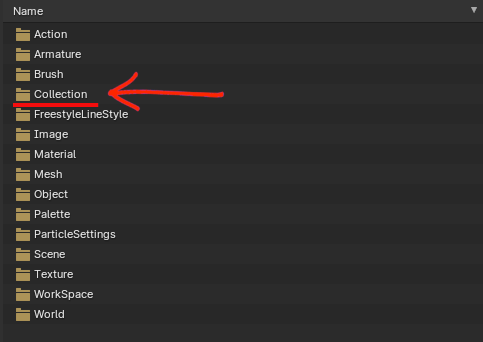 Name
Action
Armature
Brush
Collection
FreestyleLineStyle
Image
Material
Mesh
Object
Palette
ParticleSettings
Scene
Texture
WorkSpace
World